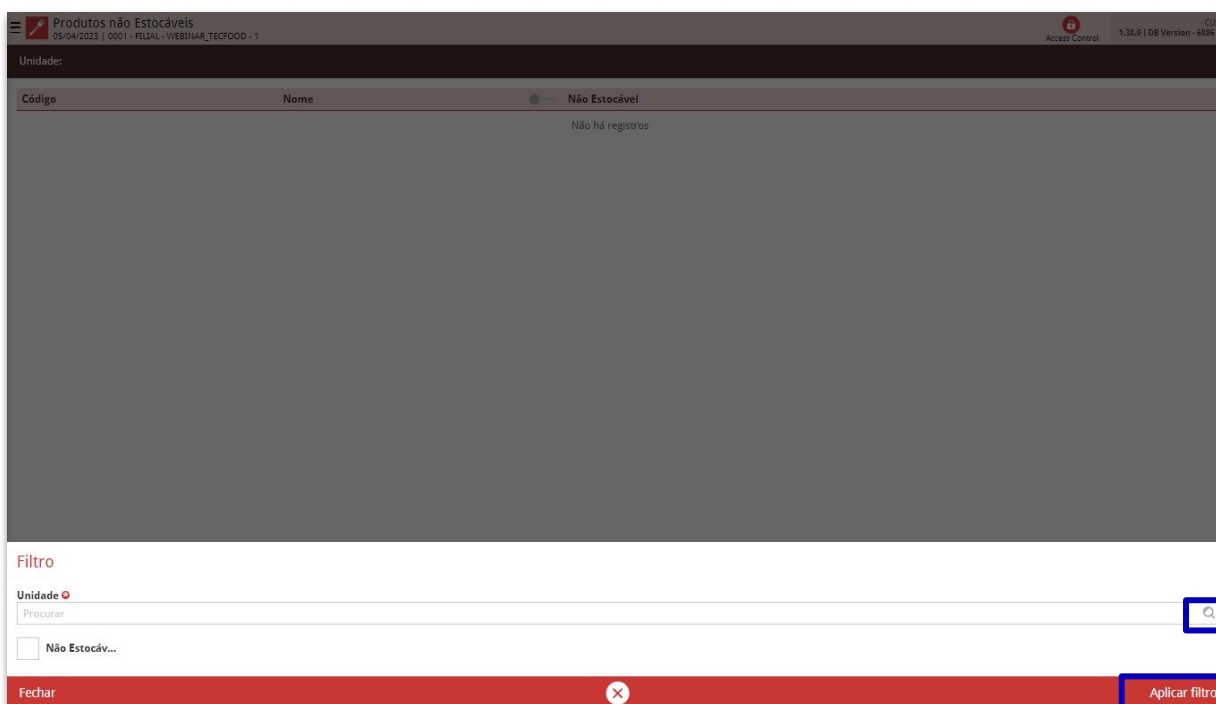 Produtos não Estocáveis
05/04/2023 | 0001 - FILIAL - WEBINAR_TECFOOD - 1
Access Control
CU
1.38.0 ( DB Version - 6886
Unidade:
Código Nome Não Estocável
Não há registros
Filtro
Unidade
Procurar
Não Estocáv...
Fechar Aplicar filtro